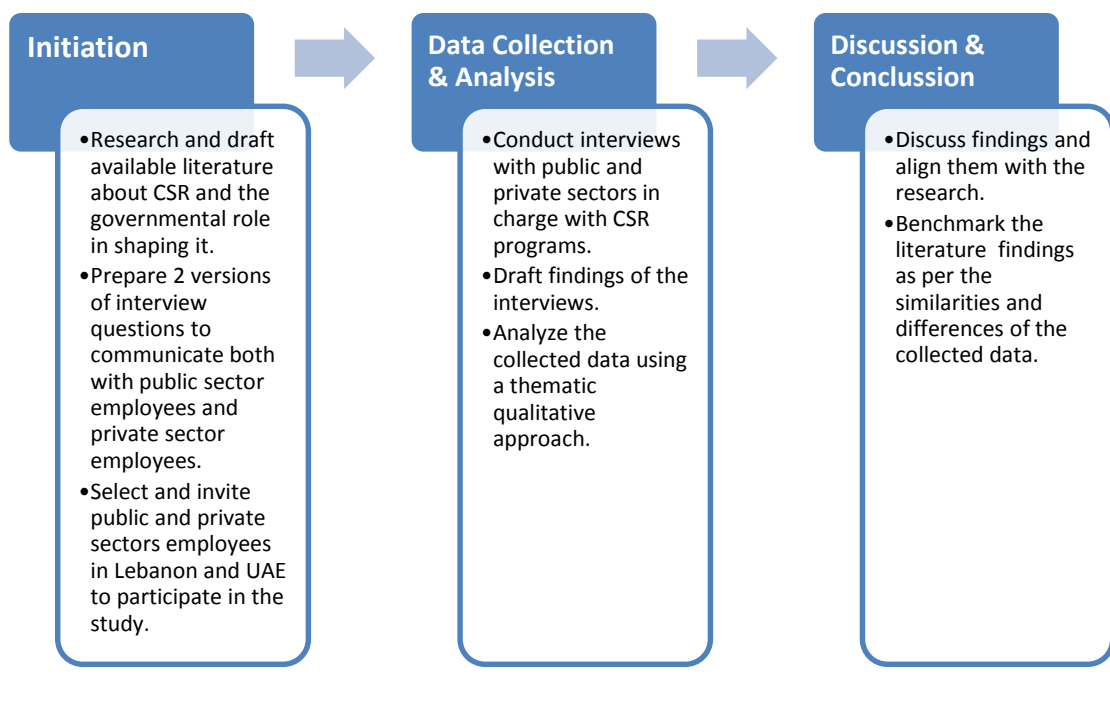 Initiation
•Research and draft
available literature
about CSR and the
governmental role
in shaping it.
•Prepare 2 versions
of interview
questions to
communicate both
with public sector
employees and
private sector
employees.
•Select and invite
public and private
sectors employees
in Lebanon and UAE
to participate in the
study.
Data Collection
& Analysis
•Conduct interviews
with public and
private sectors in
charge with CSR
programs.
•Draft findings of the
interviews.
•Analyze the
collected data using
a thematic
qualitative
approach.
Discussion &
Conclussion
•Discuss findings and
align them with the
research.
•Benchmark the
literature findings
as per the
similarities and
differences of the
collected data.